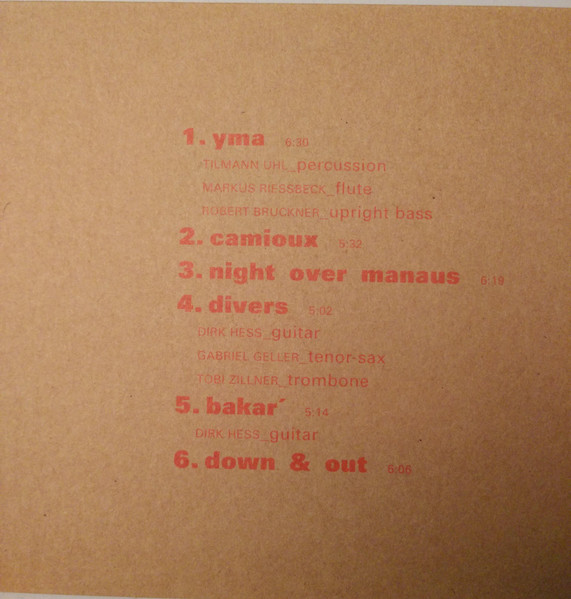 1. yma 6:30
TILMANN UHL_percussion
MARKUS RIESSBECK_flute
ROBERT BRUCKNER_upright bass
2. camioux 5:32
3. night over manaus 6:19
4. divers 5:02
DIRK HESS_guitar
GABRIEL GELLER_tenor-sax
TOBI ZILLNER_trombone
5. bakar´ 5:14
DIRK HESS_guitar
6. down & out 6:06